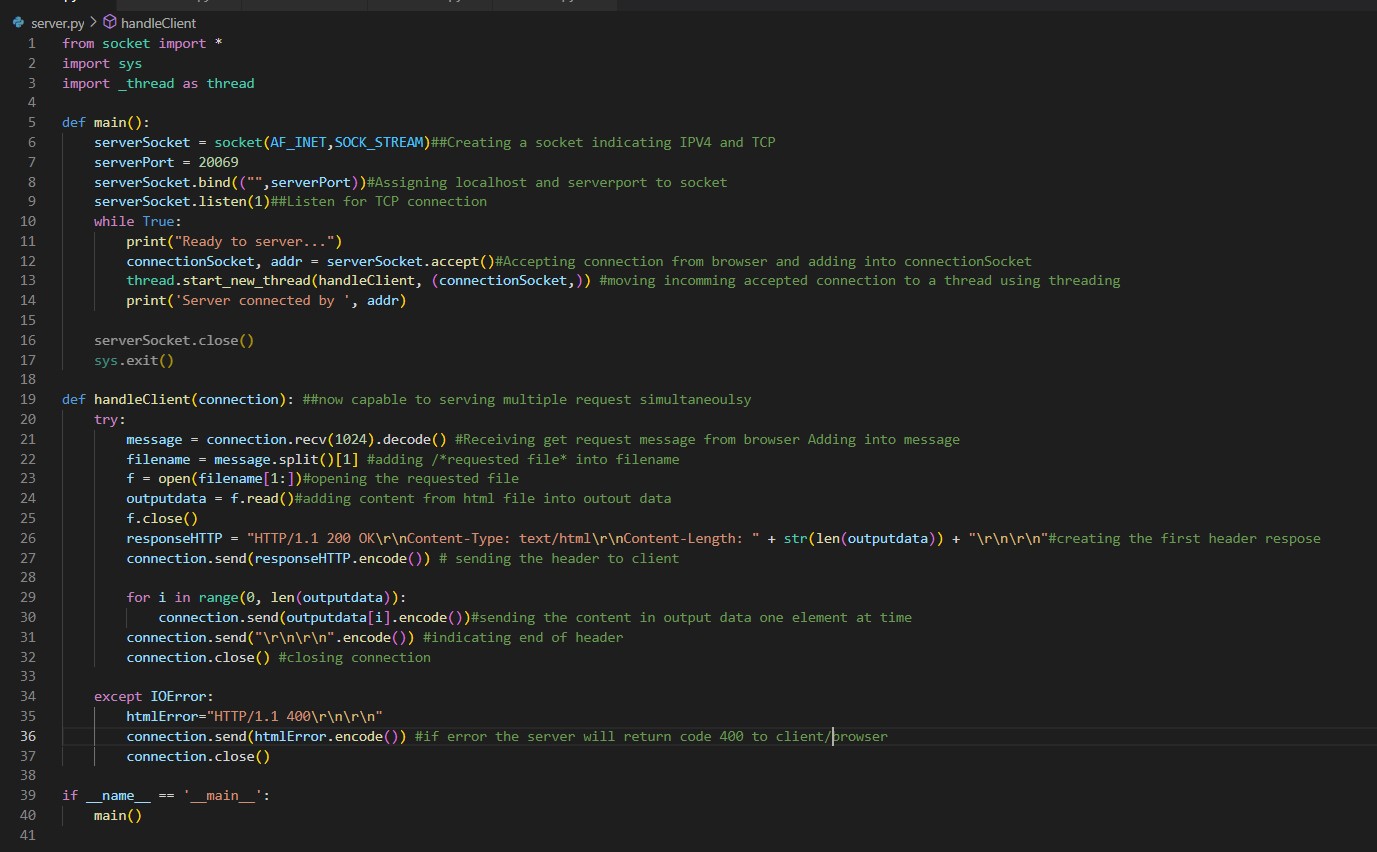 server.py > handleClient
1 from socket import *
2 import sys
3 import _thread as thread
4
5 def main():
6     serverSocket = socket(AF_INET,SOCK_STREAM)##Creating a socket indicating IPV4 and TCP
7     serverPort = 20069
8     serverSocket.bind(("",serverPort))#Assigning localhost and serverport to socket
9     serverSocket.listen(1)##Listen for TCP connection
10     while True:
11         print("Ready to server...")
12         connectionSocket, addr = serverSocket.accept()#Accepting connection from browser and adding into connectionSocket
13         thread.start_new_thread(handleClient, (connectionSocket,)) #moving incomming accepted connection to a thread using threading
14         print('Server connected by ', addr)
15
16     serverSocket.close()
17     sys.exit()
18
19 def handleClient(connection): ##now capable to serving multiple request simultaneoulsy
20     try:
21         message = connection.recv(1024).decode() #Receiving get request message from browser Adding into message
22         filename = message.split()[1] #adding /*requested file* into filename
23         f = open(filename[1:])#opening the requested file
24         outputdata = f.read()#adding content from html file into outout data
25         f.close()
26         responseHTTP = "HTTP/1.1 200 OK\r\nContent-Type: text/html\r\nContent-Length: " + str(len(outputdata)) + "\r\n\r\n"#creating the first header respose
27         connection.send(responseHTTP.encode()) # sending the header to client
28
29         for i in range(0, len(outputdata)):
30             connection.send(outputdata[i].encode())#sending the content in output data one element at time
31         connection.send("\r\n\r\n".encode()) #indicating end of header
32         connection.close() #closing connection
33
34     except IOError:
35         htmlError="HTTP/1.1 400\r\n\r\n"
36         connection.send(htmlError.encode()) #if error the server will return code 400 to client/browser
37         connection.close()
38
39 if __name__ == '__main__':
40     main()
41